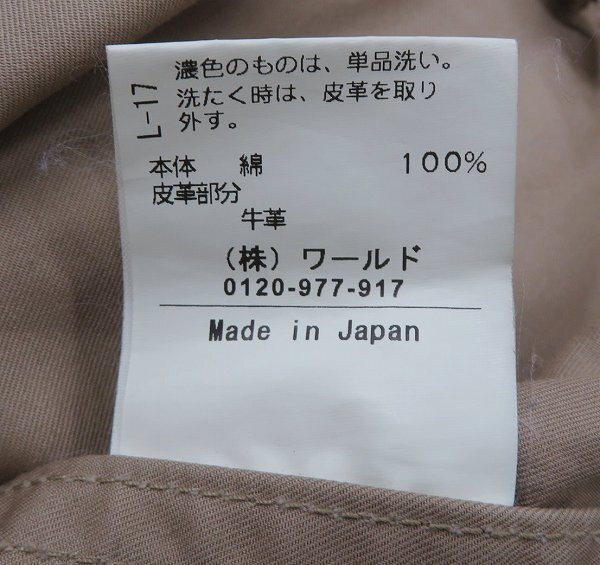 L-17
濃色のものは、単品洗い。
洗たく時は、皮革を取り
外す。
本体 綿 100%
皮革部分
牛革
(株)ワールド
0120-977-917
Made in Japan